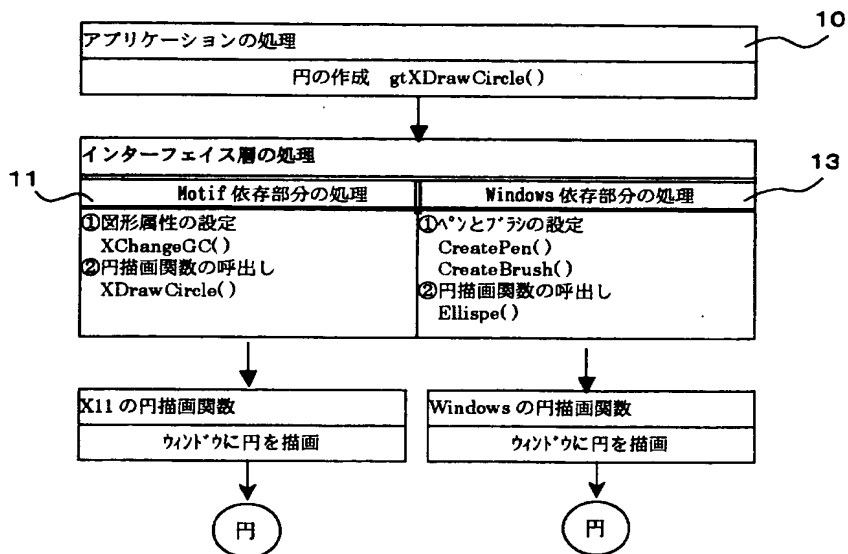 10
アプリケーションの処理
円の作成 gtXDrawCircle()
インターフェイス層の処理
11
13
Motif 依存部分の処理
①図形属性の設定
XChangeGC()
②円描画関数の呼出し
XDrawCircle()
Windows 依存部分の処理
①ﾍﾟﾝとﾌﾞﾗｼの設定
CreatePen()
CreateBrush()
②円描画関数の呼出し
Ellispe()
X11 の円描画関数
ｳｨﾝﾄﾞｳに円を描画
円
Windows の円描画関数
ｳｨﾝﾄﾞｳに円を描画
円